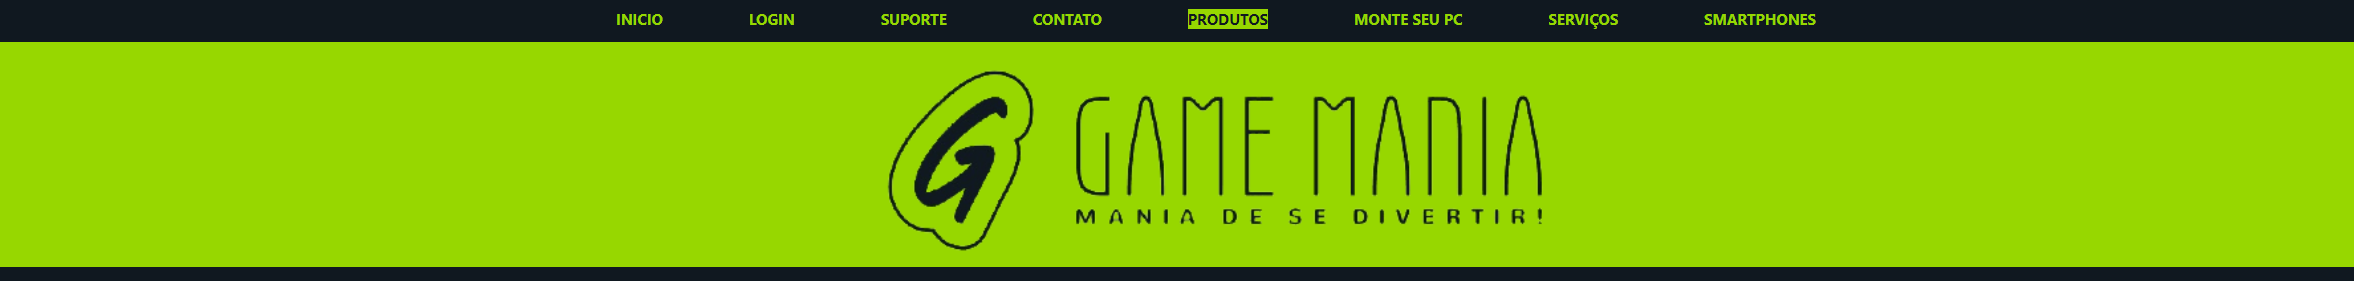 INICIO LOGIN SUPORTE CONTATO PRODUTOS MONTE SEU PC SERVIÇOS SMARTPHONES
G GAME MANIA
MANIA DE SE DIVERTIR!